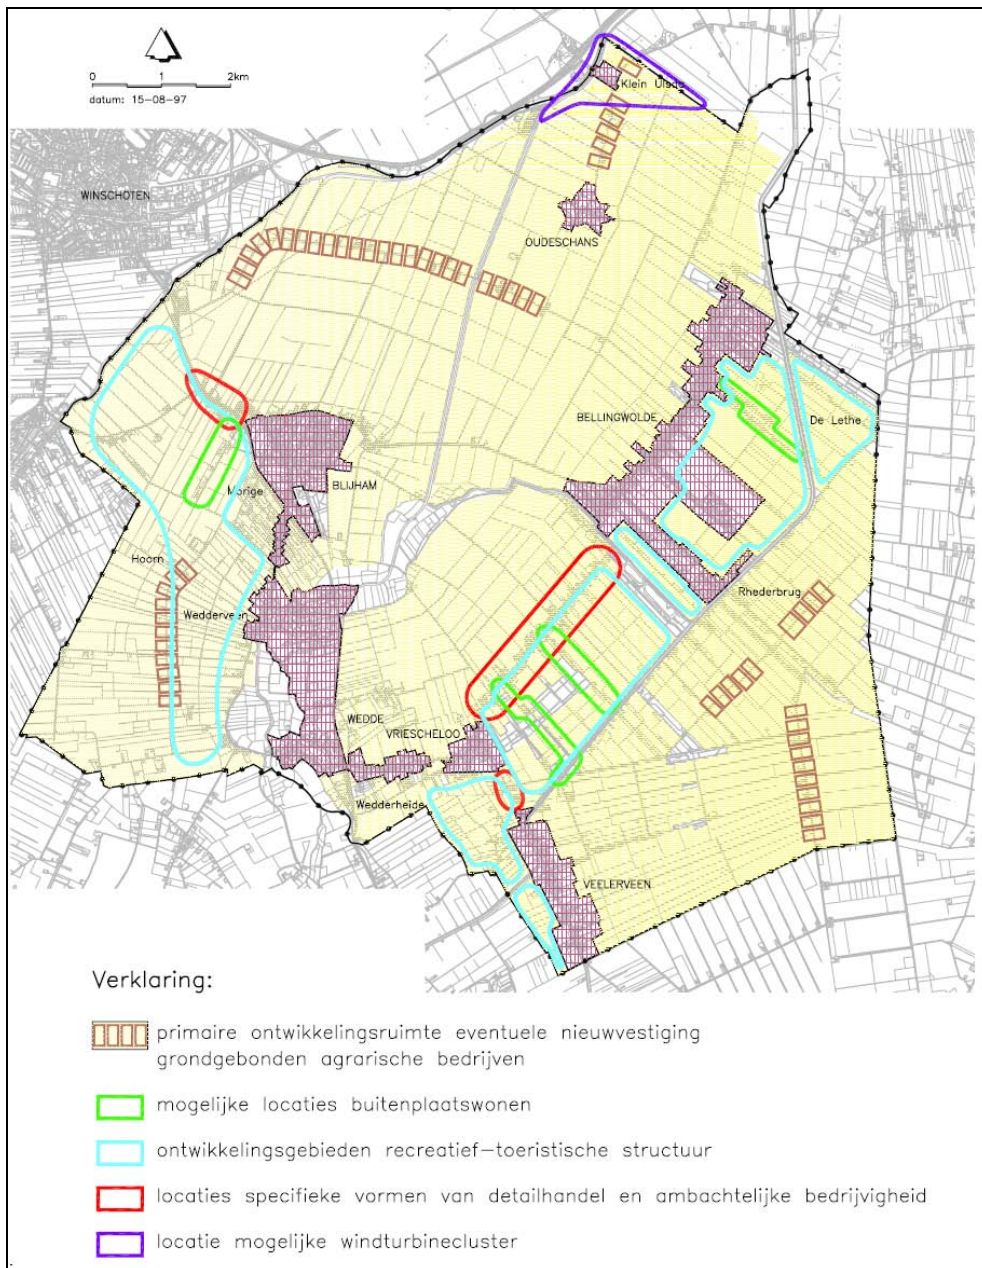 0 1 2km
datum: 15-08-97
Klein Ulsda
WINSCHOTEN
OUDESCHANS
BELLINGWOLDE
De Lethe
BLIJHAM
Morige
Hoorn
Wedderveen
Rhederbrug
WEDDE
VRIESCHELOO
Wedderheide
VEELERVEEN
Verklaring:
primaire ontwikkelingsruimte eventuele nieuwvestiging
grondgebonden agrarische bedrijven
mogelijke locaties buitenplaatswonen
ontwikkelingsgebieden recreatief-toeristische structuur
locaties specifieke vormen van detailhandel en ambachtelijke bedrijvigheid
locatie mogelijke windturbinecluster